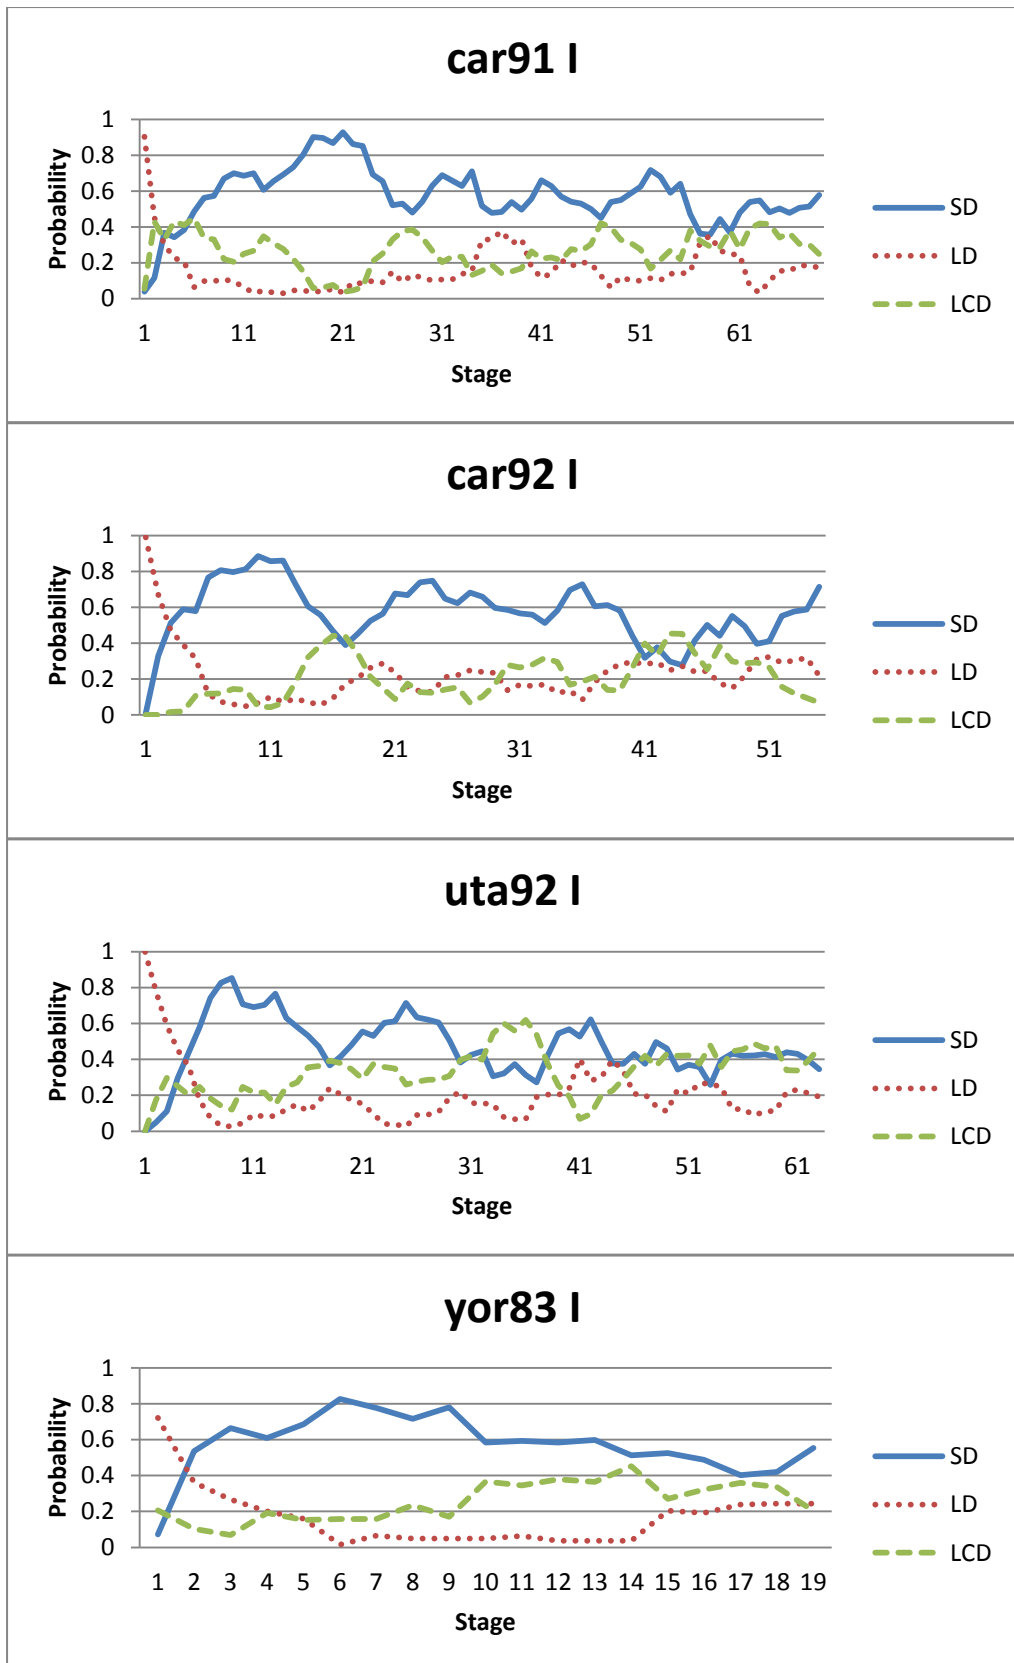 car91 I
1
0.8
0.6
0.4
0.2
0
Probability
1 11 21 31 41 51 61
Stage
SD
LD
LCD
car92 I
1
0.8
0.6
0.4
0.2
0
Probability
1 11 21 31 41 51
Stage
SD
LD
LCD
uta92 I
1
0.8
0.6
0.4
0.2
0
Probability
1 11 21 31 41 51 61
Stage
SD
LD
LCD
yor83 I
1
0.8
0.6
0.4
0.2
0
Probability
1 2 3 4 5 6 7 8 9 10 11 12 13 14 15 16 17 18 19
Stage
SD
LD
LCD